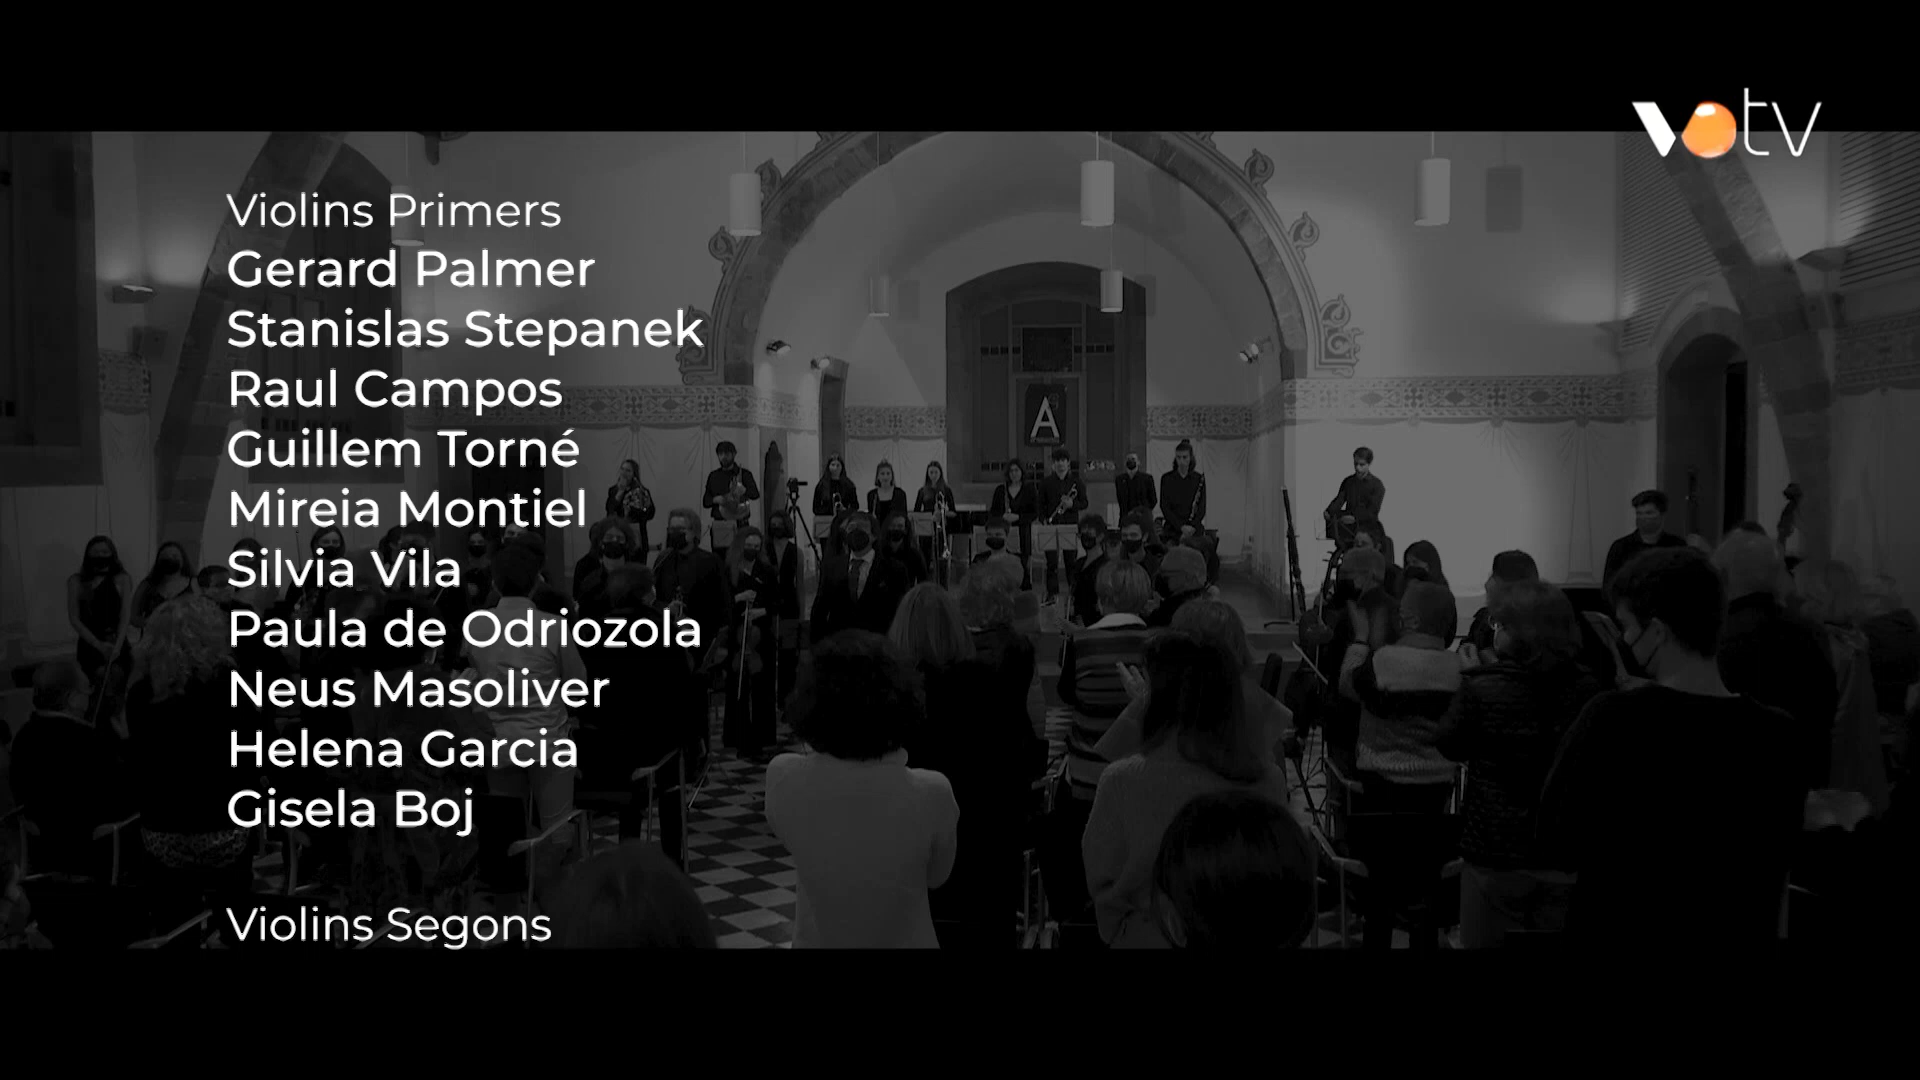 votv
Violins Primers
Gerard Palmer
Stanislas Stepanek
Raul Campos
Guillem Torné
Mireia Montiel
Silvia Vila
Paula de Odriozola
Neus Masoliver
Helena Garcia
Gisela Boj
Violins Segons
A